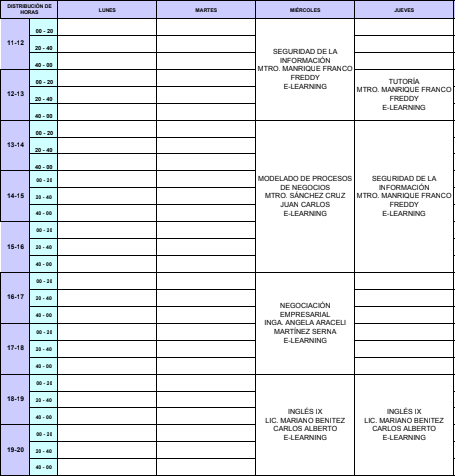 DISTRIBUCIÓN DE
HORAS
LUNES
MARTES
MIÉRCOLES
JUEVES
11-12
00 - 20
20 - 40
40 - 00
SEGURIDAD DE LA
INFORMACIÓN
MTRO. MANRIQUE FRANCO
FREDDY
E-LEARNING
12-13
00 - 20
20 - 40
40 - 00
TUTORÍA
MTRO. MANRIQUE FRANCO
FREDDY
E-LEARNING
13-14
00 - 20
20 - 40
40 - 00
14-15
00 - 20
20 - 40
40 - 00
MODELADO DE PROCESOS
DE NEGOCIOS
MTRO. SÁNCHEZ CRUZ
JUAN CARLOS
E-LEARNING
SEGURIDAD DE LA
INFORMACIÓN
MTRO. MANRIQUE FRANCO
FREDDY
E-LEARNING
15-16
00 - 20
20 - 40
40 - 00
16-17
00 - 20
20 - 40
40 - 00
NEGOCIACIÓN
EMPRESARIAL
INGA. ANGELA ARACELI
MARTÍNEZ SERNA
E-LEARNING
17-18
00 - 20
20 - 40
40 - 00
18-19
00 - 20
20 - 40
40 - 00
INGLÉS IX
LIC. MARIANO BENITEZ
CARLOS ALBERTO
E-LEARNING
INGLÉS IX
LIC. MARIANO BENITEZ
CARLOS ALBERTO
E-LEARNING
19-20
00 - 20
20 - 40
40 - 00